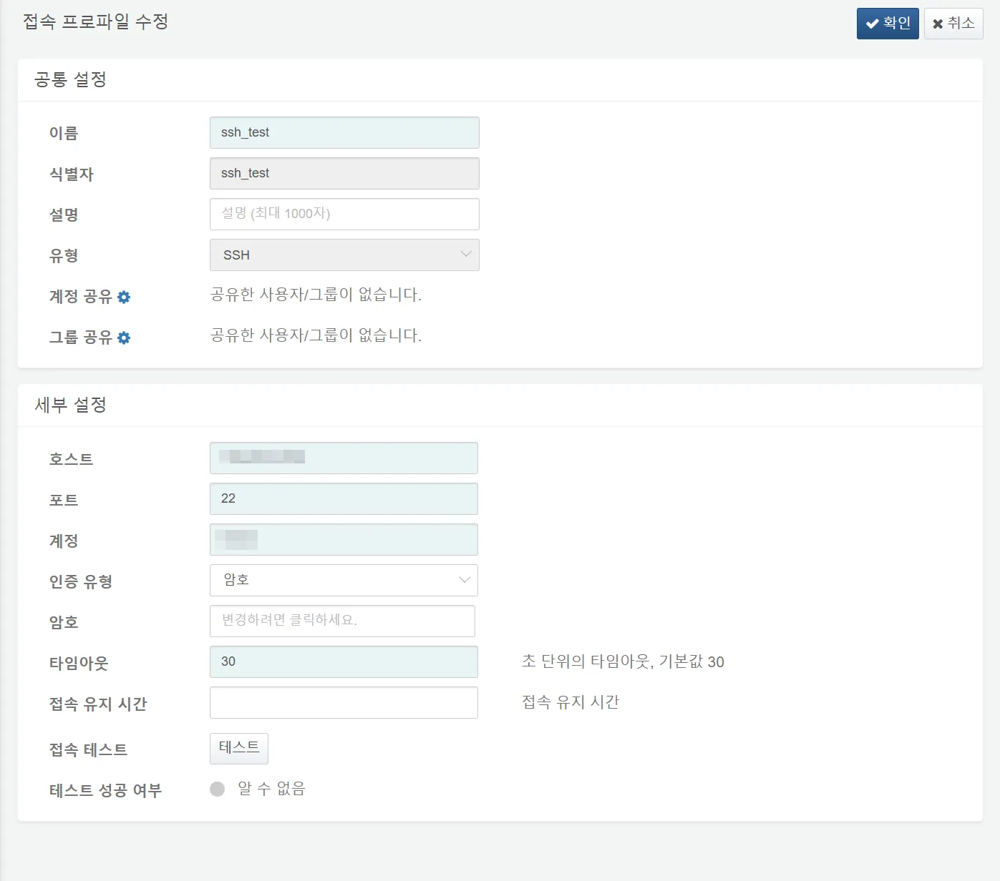 접속 프로파일 수정
확인
취소
공통 설정
이름
ssh_test
식별자
ssh_test
설명
설명 (최대 1000자)
유형
SSH
계정 공유
공유한 사용자/그룹이 없습니다.
그룹 공유
공유한 사용자/그룹이 없습니다.
세부 설정
호스트
포트
22
계정
인증 유형
암호
암호
변경하려면 클릭하세요.
타임아웃
30
초 단위의 타임아웃, 기본값 30
접속 유지 시간
접속 유지 시간
접속 테스트
테스트
테스트 성공 여부
알 수 없음